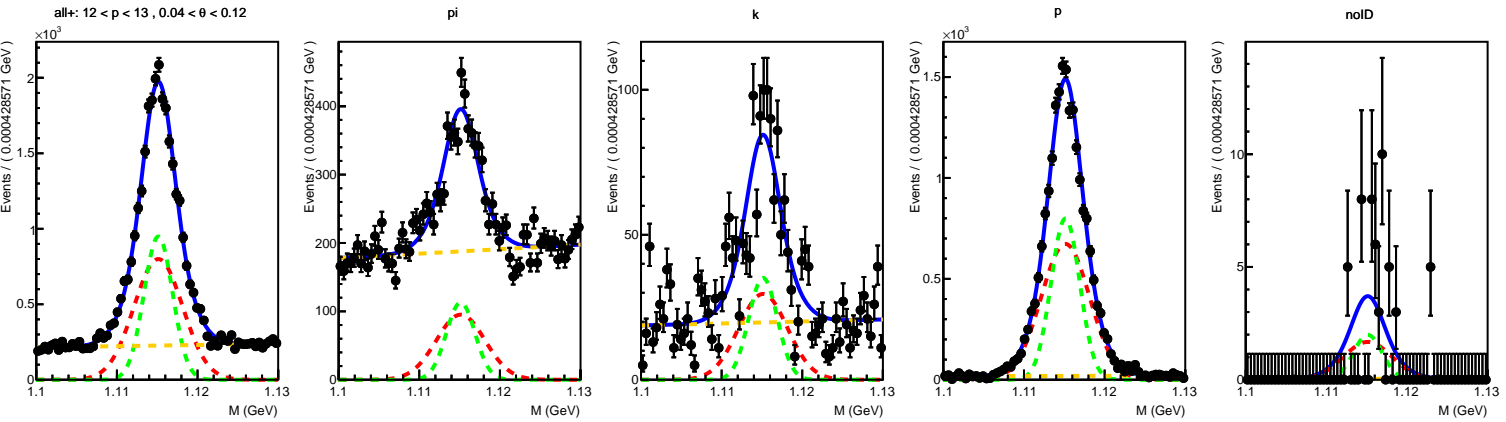 all+: 12 < p < 13 , 0.04 < θ < 0.12
×10³
Events / ( 0.000428571 GeV )
2
1.5
1
0.5
0
1.1 1.11 1.12 1.13
M (GeV)
pi
Events / ( 0.000428571 GeV )
400
300
200
100
0
1.1 1.11 1.12 1.13
M (GeV)
k
Events / ( 0.000428571 GeV )
100
50
0
1.1 1.11 1.12 1.13
M (GeV)
p
×10³
Events / ( 0.000428571 GeV )
1.5
1
0.5
0
1.1 1.11 1.12 1.13
M (GeV)
noID
Events / ( 0.000428571 GeV )
10
5
0
1.1 1.11 1.12 1.13
M (GeV)